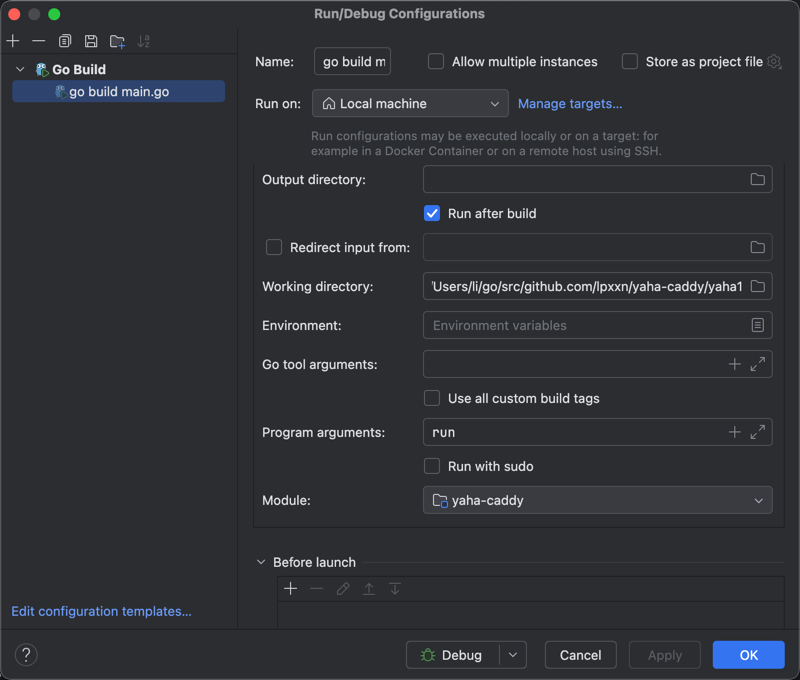 Run/Debug Configurations
Go Build
go build main.go
Name:
go build m
Allow multiple instances
Store as project file
Run on:
Local machine
Manage targets...
Run configurations may be executed locally or on a target: for
example in a Docker Container or on a remote host using SSH.
Output directory:
Run after build
Redirect input from:
Working directory:
Users/li/go/src/github.com/lpxxn/yaha-caddy/yaha1
Environment:
Environment variables
Go tool arguments:
Use all custom build tags
Program arguments:
run
Run with sudo
Module:
yaha-caddy
Before launch
Edit configuration templates...
?
Debug
Cancel
Apply
OK